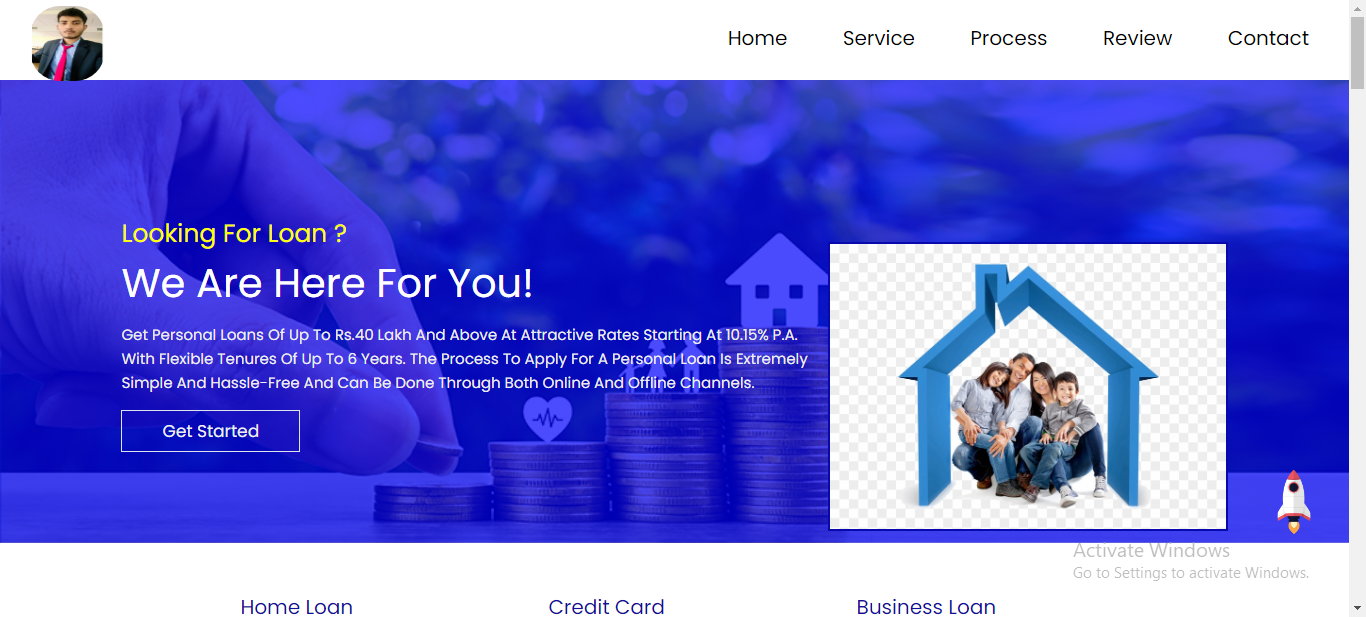 Home Service Process Review Contact
Looking For Loan ?
We Are Here For You!
Get Personal Loans Of Up To Rs.40 Lakh And Above At Attractive Rates Starting At 10.15% P.A.
With Flexible Tenures Of Up To 6 Years. The Process To Apply For A Personal Loan Is Extremely
Simple And Hassle-Free And Can Be Done Through Both Online And Offline Channels.
Get Started
Activate Windows
Go to Settings to activate Windows.
Home Loan Credit Card Business Loan